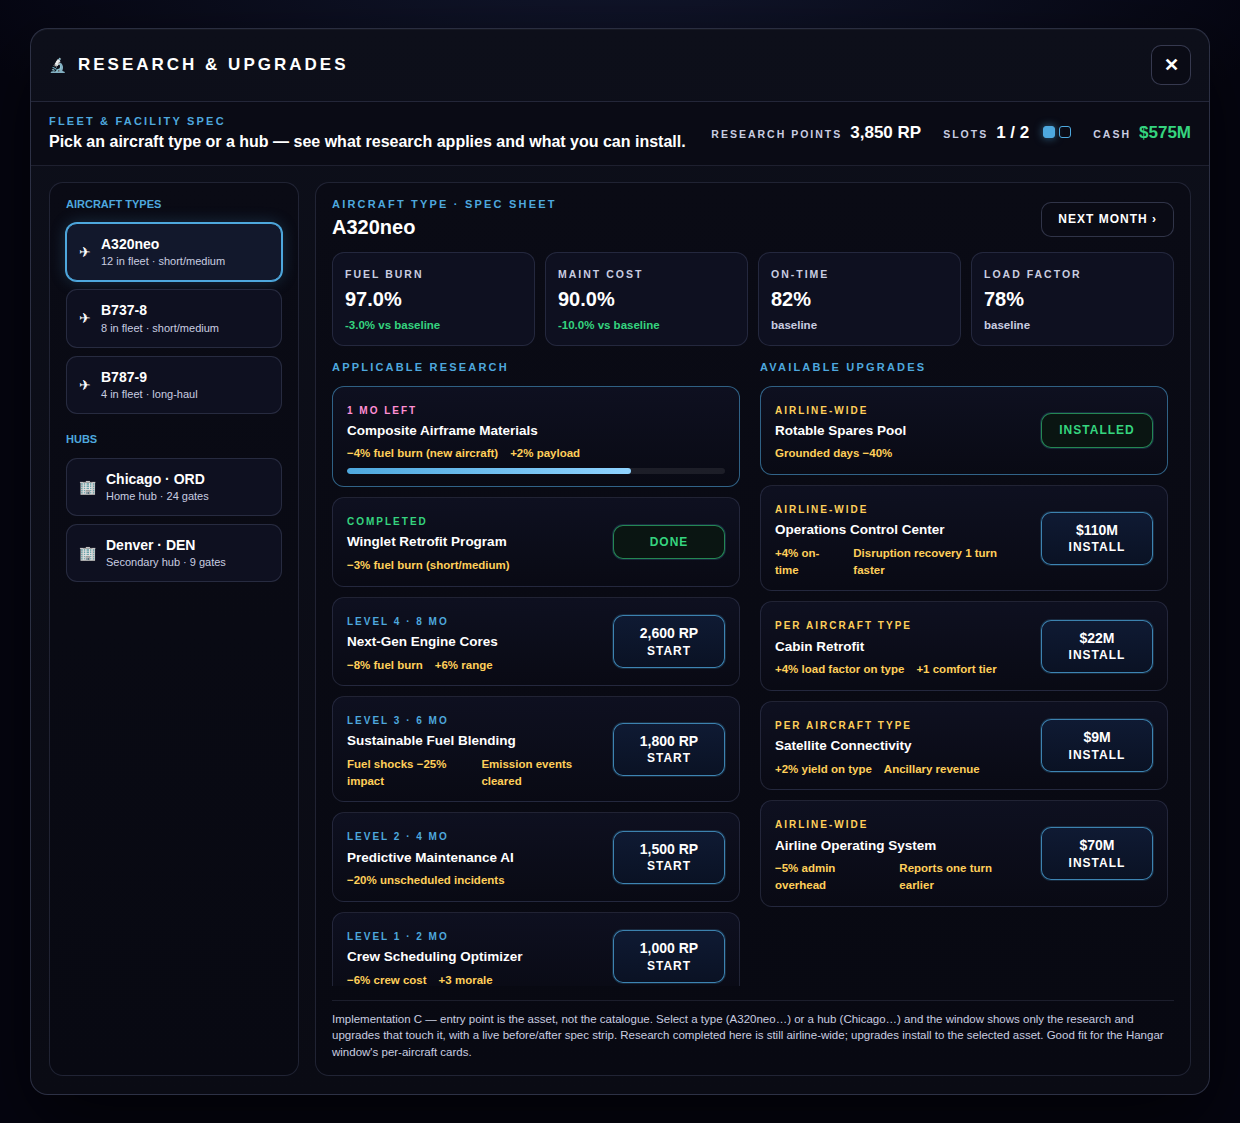 RESEARCH & UPGRADES
✕
FLEET & FACILITY SPEC
Pick an aircraft type or a hub — see what research applies and what you can install.
RESEARCH POINTS 3,850 RP
SLOTS 1 / 2
CASH $575M
AIRCRAFT TYPES
A320neo
12 in fleet · short/medium
B737-8
8 in fleet · short/medium
B787-9
4 in fleet · long-haul
HUBS
Chicago · ORD
Home hub · 24 gates
Denver · DEN
Secondary hub · 9 gates
AIRCRAFT TYPE · SPEC SHEET
A320neo
NEXT MONTH ›
FUEL BURN
97.0%
-3.0% vs baseline
MAINT COST
90.0%
-10.0% vs baseline
ON-TIME
82%
baseline
LOAD FACTOR
78%
baseline
APPLICABLE RESEARCH
1 MO LEFT
Composite Airframe Materials
−4% fuel burn (new aircraft) +2% payload
COMPLETED
Winglet Retrofit Program
−3% fuel burn (short/medium)
DONE
LEVEL 4 · 8 MO
Next-Gen Engine Cores
−8% fuel burn +6% range
2,600 RP
START
LEVEL 3 · 6 MO
Sustainable Fuel Blending
Fuel shocks −25%
impact
Emission events
cleared
1,800 RP
START
LEVEL 2 · 4 MO
Predictive Maintenance AI
−20% unscheduled incidents
1,500 RP
START
LEVEL 1 · 2 MO
Crew Scheduling Optimizer
−6% crew cost +3 morale
1,000 RP
START
AVAILABLE UPGRADES
AIRLINE-WIDE
Rotable Spares Pool
Grounded days −40%
INSTALLED
AIRLINE-WIDE
Operations Control Center
+4% on-
time
Disruption recovery 1 turn
faster
$110M
INSTALL
PER AIRCRAFT TYPE
Cabin Retrofit
+4% load factor on type +1 comfort tier
$22M
INSTALL
PER AIRCRAFT TYPE
Satellite Connectivity
+2% yield on type Ancillary revenue
$9M
INSTALL
AIRLINE-WIDE
Airline Operating System
−5% admin
overhead
Reports one turn
earlier
$70M
INSTALL
Implementation C — entry point is the asset, not the catalogue. Select a type (A320neo…) or a hub (Chicago…) and the window shows only the research and
upgrades that touch it, with a live before/after spec strip. Research completed here is still airline-wide; upgrades install to the selected asset. Good fit for the Hangar
window's per-aircraft cards.